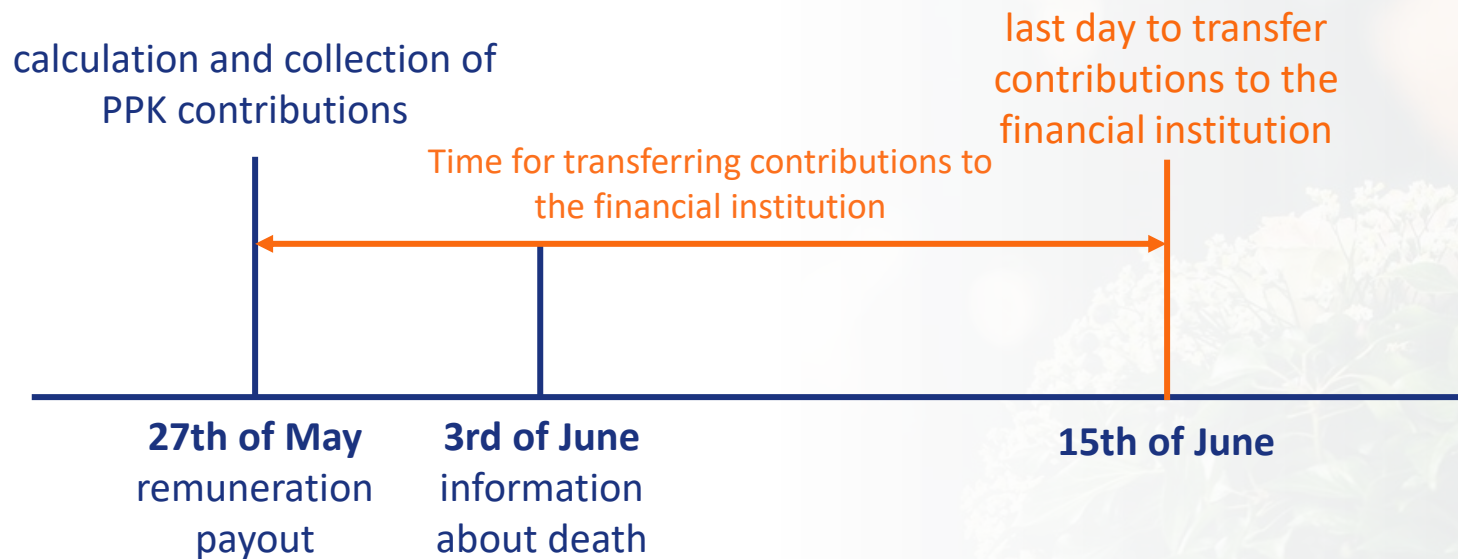 calculation and collection of
PPK contributions
last day to transfer
contributions to the
financial institution
Time for transferring contributions to
the financial institution
27th of May
remuneration
payout
3rd of June
information
about death
15th of June